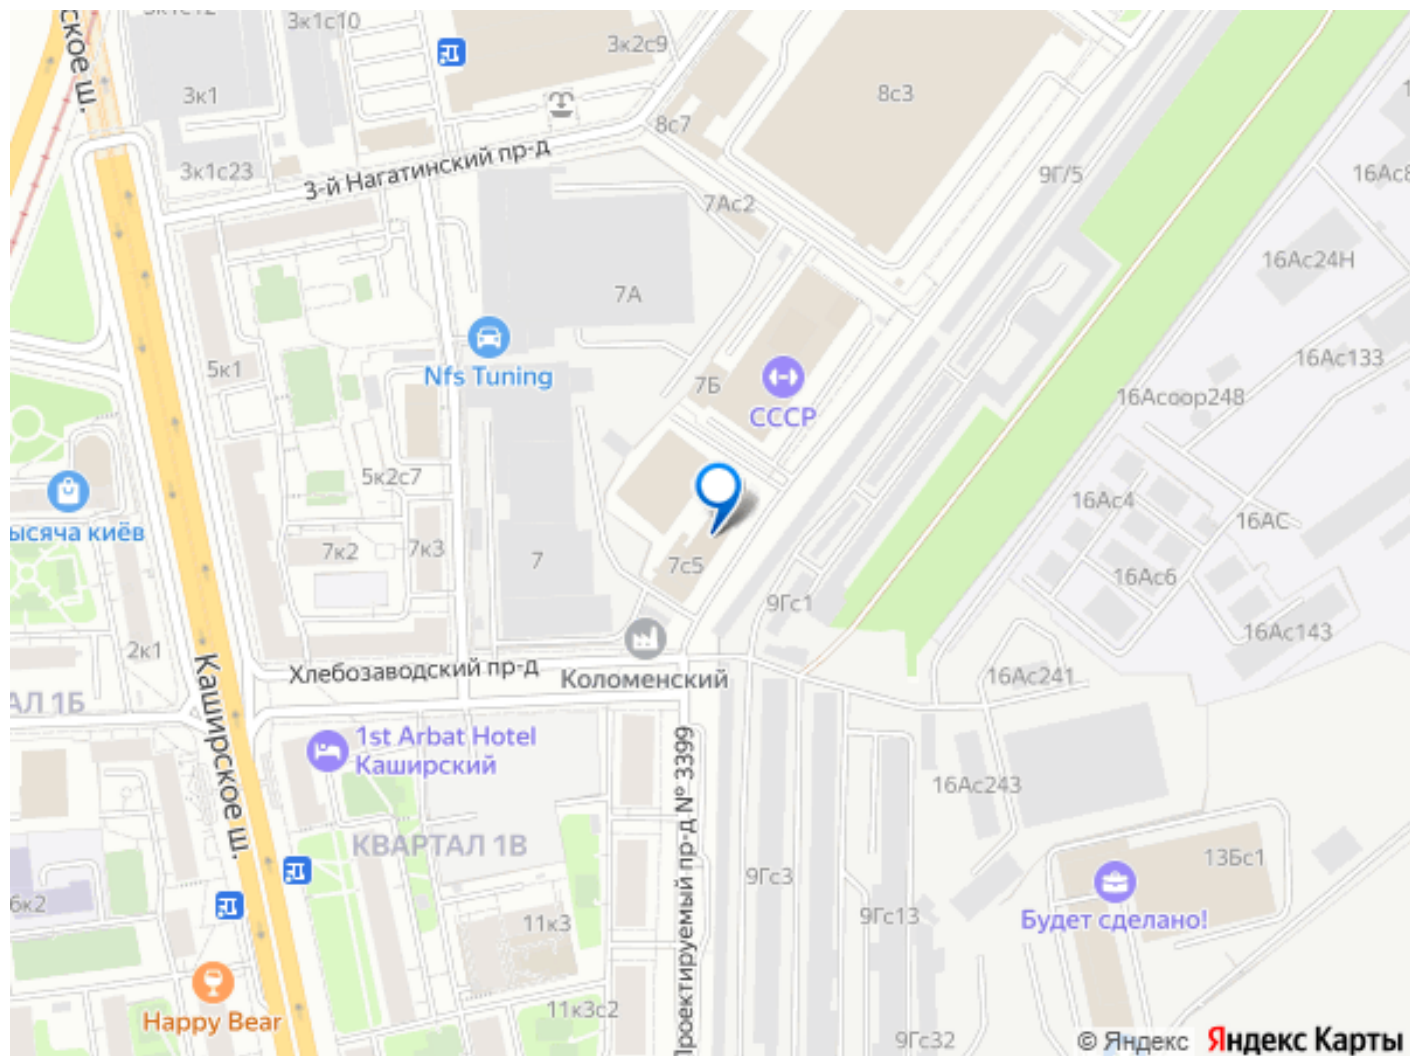 3к1с12
3к1с10
3к2с9
ское ш.
3к1
8с3
8с7
3-й Нагатинский пр-д
3к1с23
9Г/5
7Ас2
16Ас24Н
7А
16Ас133
5к1
Nfs Tuning
7Б
СССР
16Асоор248
5к2с7
16Ас4
16АС
ысяча киёв
7к2
7к3
7
7с5
16Ас6
9Гс1
2к1
16Ас143
Хлебозаводский пр-д
Коломенский
16Ас241
АЛ 1Б
Каширское ш.
1st Arbat Hotel
Каширский
Проектируемый пр-д № 3399
16Ас243
КВАРТАЛ 1В
13Бс1
9Гс3
6к2
11к3
9Гс13
Будет сделано!
Happy Bear
11к3с2
9Гс32
© Яндекс Яндекс Карты